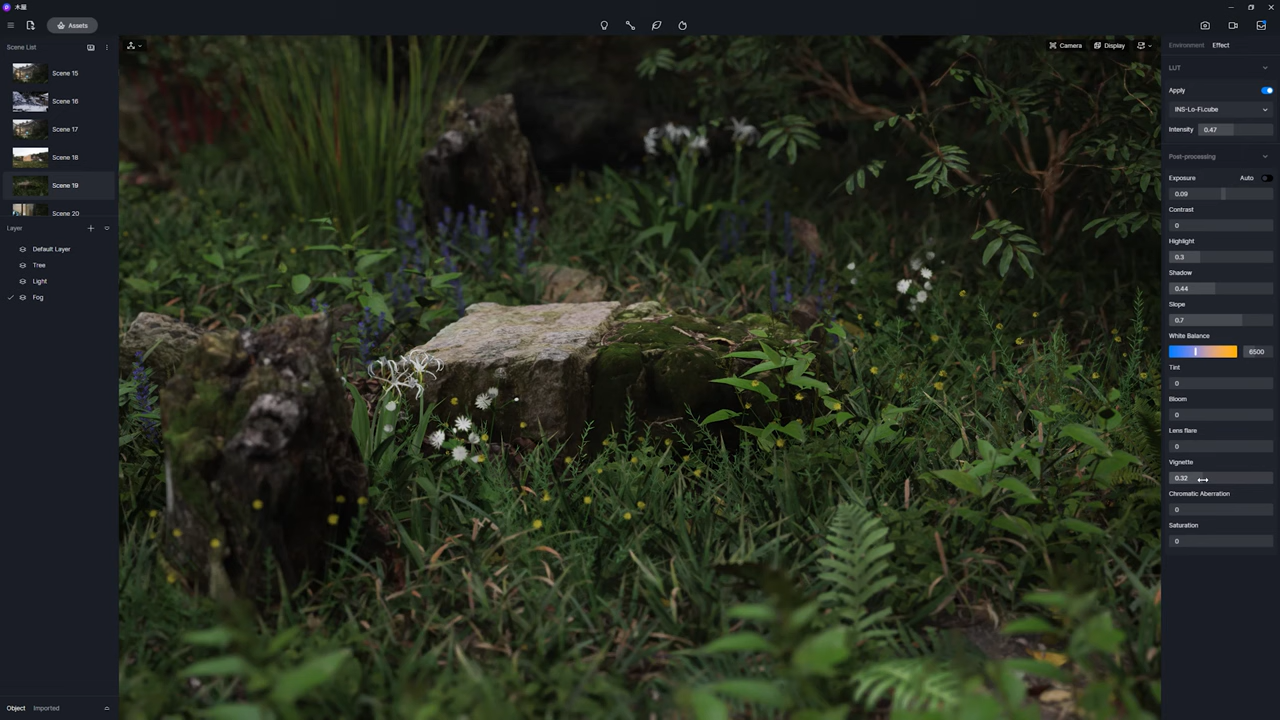 木屋
Assets
Scene List
Scene 15
Scene 16
Scene 17
Scene 18
Scene 19
Scene 20
Layer
Default Layer
Tree
Light
Fog
Object Imported
Camera Display
Environment Effect
LUT
Apply
INS-Lo-Fi.cube
Intensity 0.47
Post-processing
Exposure Auto
0.09
Contrast
0
Highlight
0.3
Shadow
0.44
Slope
0.7
White Balance
6500
Tint
0
Bloom
0
Lens flare
0
Vignette
0.32
Chromatic Aberration
0
Saturation
0